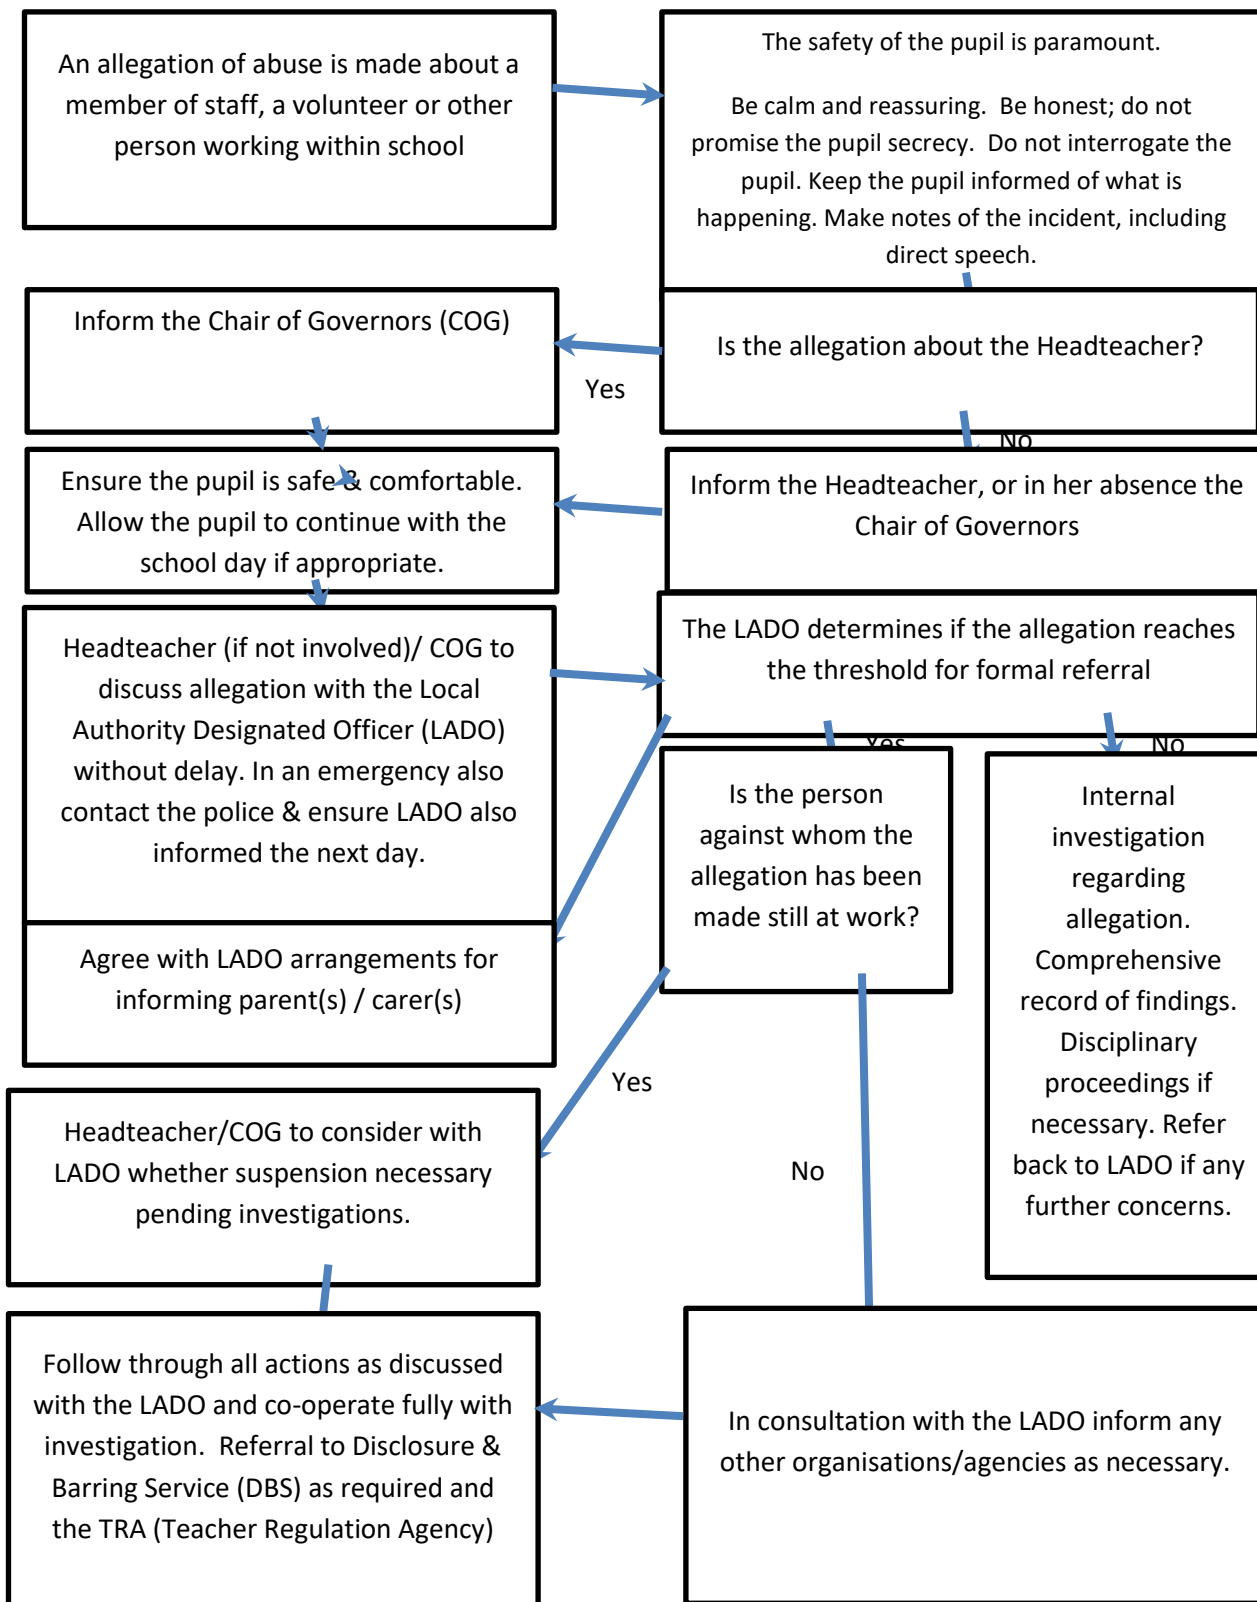 An allegation of abuse is made about a
member of staff, a volunteer or other
person working within school
The safety of the pupil is paramount.
Be calm and reassuring.  Be honest; do not
promise the pupil secrecy.  Do not interrogate the
pupil. Keep the pupil informed of what is
happening. Make notes of the incident, including
direct speech.
Is the allegation about the Headteacher?
Yes
Inform the Chair of Governors (COG)
No
Inform the Headteacher, or in her absence the
Chair of Governors
Ensure the pupil is safe & comfortable.
Allow the pupil to continue with the
school day if appropriate.
Headteacher (if not involved)/ COG to
discuss allegation with the Local
Authority Designated Officer (LADO)
without delay. In an emergency also
contact the police & ensure LADO also
informed the next day.
The LADO determines if the allegation reaches
the threshold for formal referral
Agree with LADO arrangements for
informing parent(s) / carer(s)
Yes
Is the person
against whom the
allegation has been
made still at work?
No
Internal
investigation
regarding
allegation.
Comprehensive
record of findings.
Disciplinary
proceedings if
necessary. Refer
back to LADO if any
further concerns.
Yes
Headteacher/COG to consider with
LADO whether suspension necessary
pending investigations.
No
In consultation with the LADO inform any
other organisations/agencies as necessary.
Follow through all actions as discussed
with the LADO and co-operate fully with
investigation.  Referral to Disclosure &
Barring Service (DBS) as required and
the TRA (Teacher Regulation Agency)